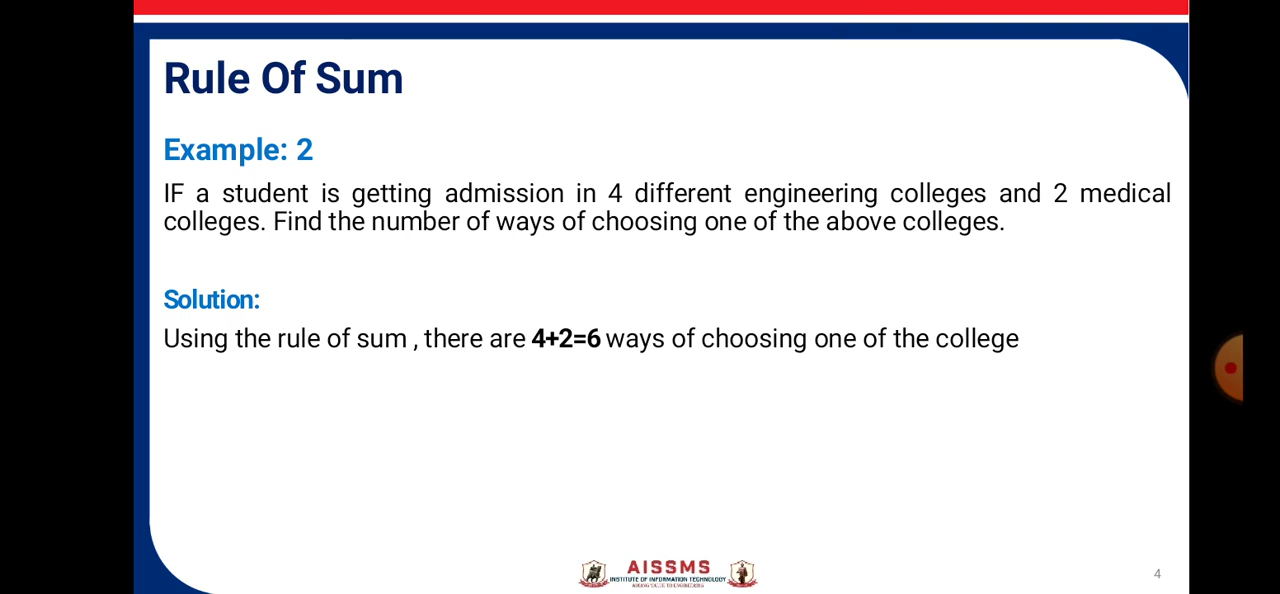 Rule Of Sum
Example: 2
IF a student is getting admission in 4 different engineering colleges and 2 medical
colleges. Find the number of ways of choosing one of the above colleges.
Solution:
Using the rule of sum , there are 4+2=6 ways of choosing one of the college
AISSMS
INSTITUTE OF INFORMATION TECHNOLOGY
4